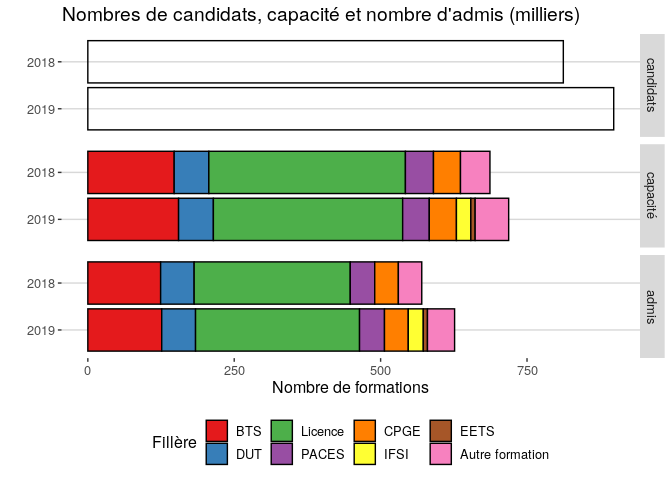 Nombres de candidats, capacité et nombre d'admis (milliers)
2018
2019
candidats
2018
2019
capacité
2018
2019
admis
0 250 500 750
Nombre de formations
Fillère
BTS Licence CPGE EETS
DUT PACES IFSI Autre formation